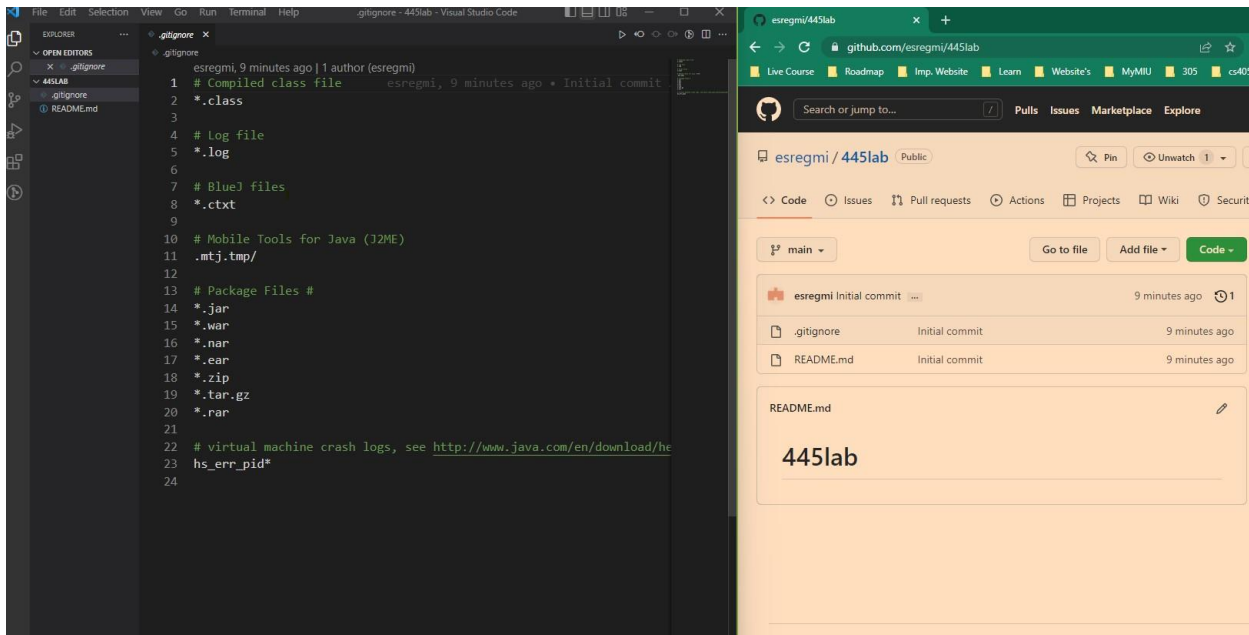 File Edit Selection View Go Run Terminal Help .gitignore - 445lab - Visual Studio Code
EXPLORER ...
OPEN EDITORS
.gitignore
445LAB
.gitignore
README.md
.gitignore
.gitignore
esregmi, 9 minutes ago | 1 author (esregmi)
1 # Compiled class file esregmi, 9 minutes ago • Initial commit
2 *.class
3
4 # Log file
5 *.log
6
7 # BlueJ files
8 *.ctxt
9
10 # Mobile Tools for Java (J2ME)
11 .mtj.tmp/
12
13 # Package Files #
14 *.jar
15 *.war
16 *.nar
17 *.ear
18 *.zip
19 *.tar.gz
20 *.rar
21
22 # virtual machine crash logs, see http://www.java.com/en/download/he
23 hs_err_pid*
24
esregmi/445lab
github.com/esregmi/445lab
Live Course Roadmap Imp. Website Learn Website's MyMIU 305 cs405
Search or jump to... / Pulls Issues Marketplace Explore
esregmi / 445lab Public Pin Unwatch 1
Code Issues Pull requests Actions Projects Wiki Securit
main Go to file Add file Code
esregmi Initial commit ... 9 minutes ago 1
.gitignore Initial commit 9 minutes ago
README.md Initial commit 9 minutes ago
README.md
445lab